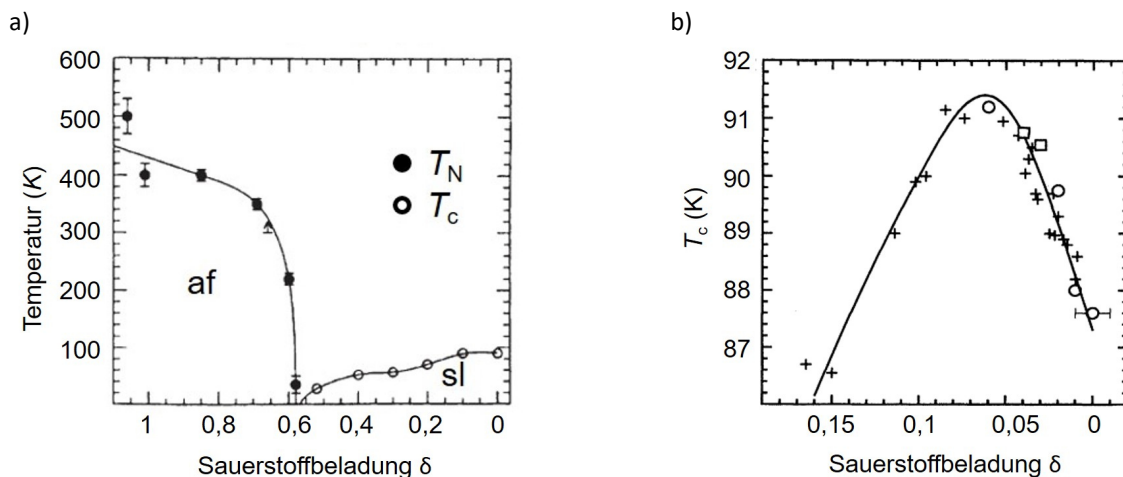 a)
600
500
400
300
200
100
Temperatur (K)
T_N
T_c
af
sl
1
0,8
0,6
0,4
0,2
0
Sauerstoffbeladung δ
b)
92
91
90
89
88
87
T_c (K)
0,15
0,1
0,05
0
Sauerstoffbeladung δ